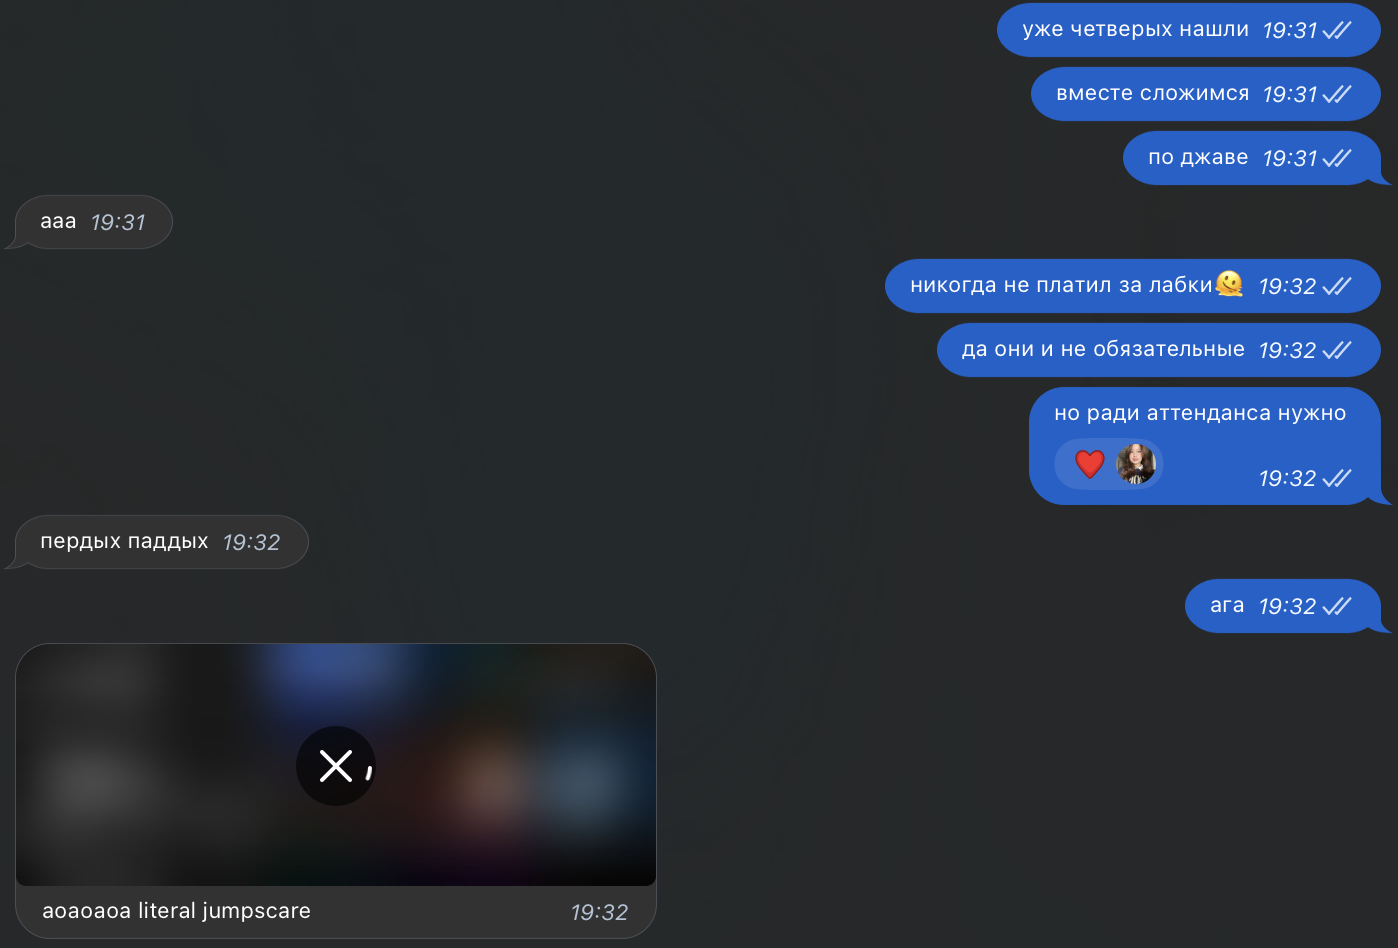 уже четверых нашли 19:31
вместе сложимся 19:31
по джаве 19:31
ааа 19:31
никогда не платил за лабки🫠 19:32
да они и не обязательные 19:32
но ради аттенданса нужно
❤️ 19:32
пердых паддых 19:32
ага 19:32
аоаоаоа literal jumpscare 19:32